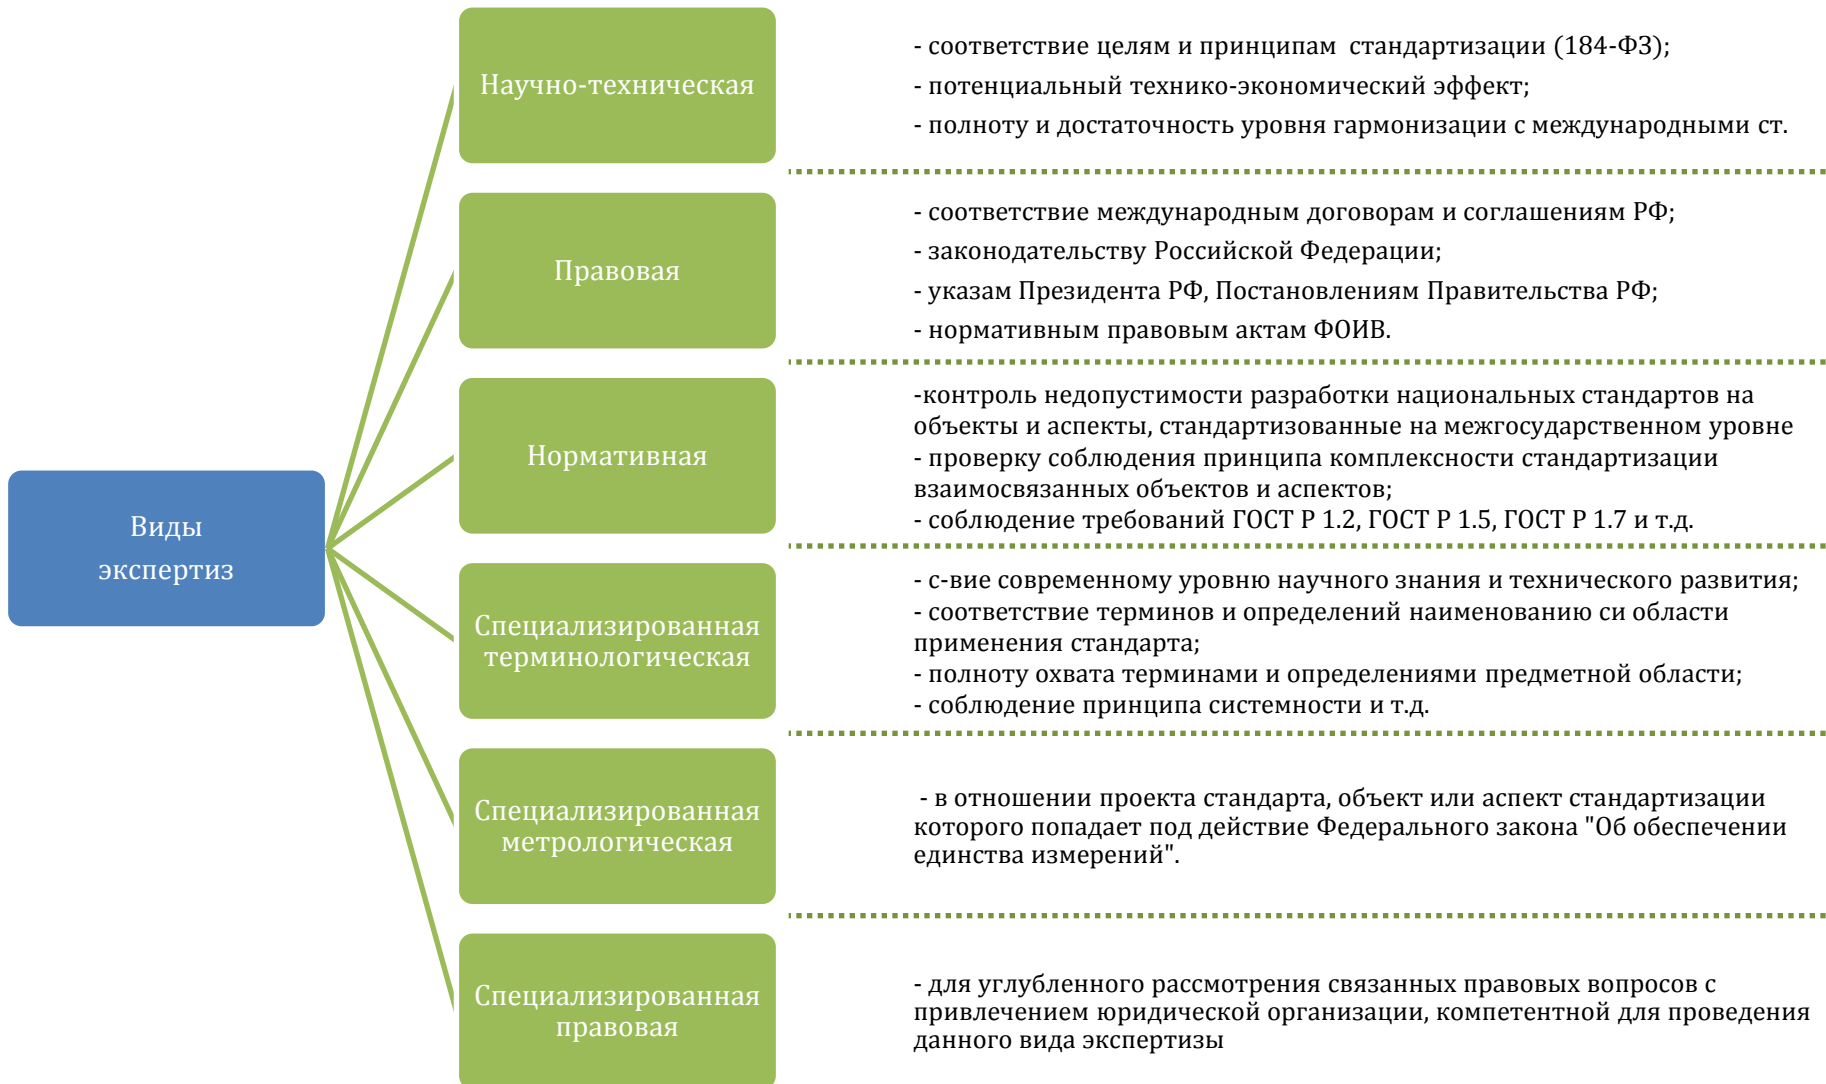 Виды
экспертиз
Научно-техническая
- соответствие целям и принципам  стандартизации (184-ФЗ);
- потенциальный технико-экономический эффект;
- полноту и достаточность уровня гармонизации с международными ст.
Правовая
- соответствие международным договорам и соглашениям РФ;
- законодательству Российской Федерации;
- указам Президента РФ, Постановлениям Правительства РФ;
- нормативным правовым актам ФОИВ.
Нормативная
-контроль недопустимости разработки национальных стандартов на
объекты и аспекты, стандартизованные на межгосударственном уровне
- проверку соблюдения принципа комплексности стандартизации
взаимосвязанных объектов и аспектов;
- соблюдение требований ГОСТ Р 1.2, ГОСТ Р 1.5, ГОСТ Р 1.7 и т.д.
Специализированная
терминологическая
- с-вие современному уровню научного знания и технического развития;
- соответствие терминов и определений наименованию си области
применения стандарта;
- полноту охвата терминами и определениями предметной области;
- соблюдение принципа системности и т.д.
Специализированная
метрологическая
- в отношении проекта стандарта, объект или аспект стандартизации
которого попадает под действие Федерального закона "Об обеспечении
единства измерений".
Специализированная
правовая
- для углубленного рассмотрения связанных правовых вопросов с
привлечением юридической организации, компетентной для проведения
данного вида экспертизы